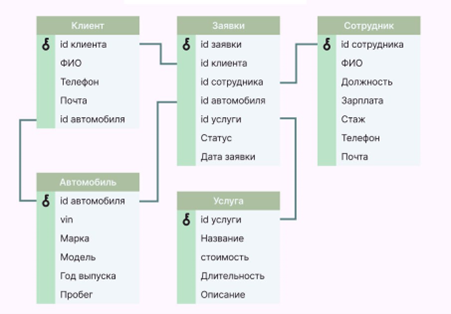 Клиент
id клиента
ФИО
Телефон
Почта
id автомобиля
Заявки
id заявки
id клиента
id сотрудника
id автомобиля
id услуги
Статус
Дата заявки
Сотрудник
id сотрудника
ФИО
Должность
Зарплата
Стаж
Телефон
Почта
Автомобиль
id автомобиля
vin
Марка
Модель
Год выпуска
Пробег
Услуга
id услуги
Название
стоимость
Длительность
Описание